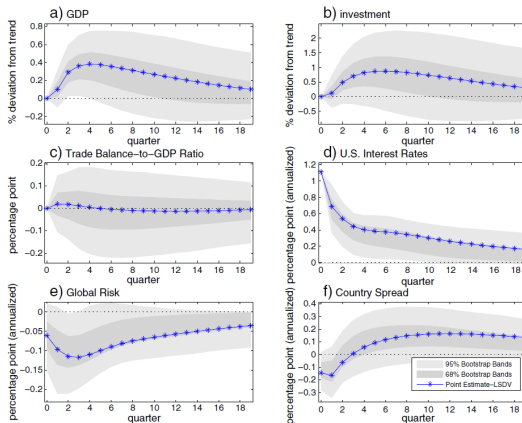 a) GDP
% deviation from trend
0.8
0.6
0.4
0.2
0
−0.2
0 2 4 6 8 10 12 14 16 18
quarter
b) investment
% deviation from trend
2.5
2.0
1.5
1.0
0.5
0
−0.5
0 2 4 6 8 10 12 14 16 18
quarter
c) Trade Balance−to−GDP Ratio
percentage point
0.2
0.1
0
−0.1
−0.2
0 2 4 6 8 10 12 14 16 18
quarter
d) U.S. Interest Rates
percentage point (annualized)
1.2
1.0
0.8
0.6
0.4
0.2
0
0 2 4 6 8 10 12 14 16 18
quarter
e) Global Risk
percentage point (annualized)
0
−0.05
−0.1
−0.15
−0.2
0 2 4 6 8 10 12 14 16 18
quarter
f) Country Spread
percentage point (annualized)
0.4
0.3
0.2
0.1
0
−0.1
−0.2
−0.3
95% Bootstrap Bands
68% Bootstrap Bands
Point Estimate−LSDV
0 2 4 6 8 10 12 14 16 18
quarter